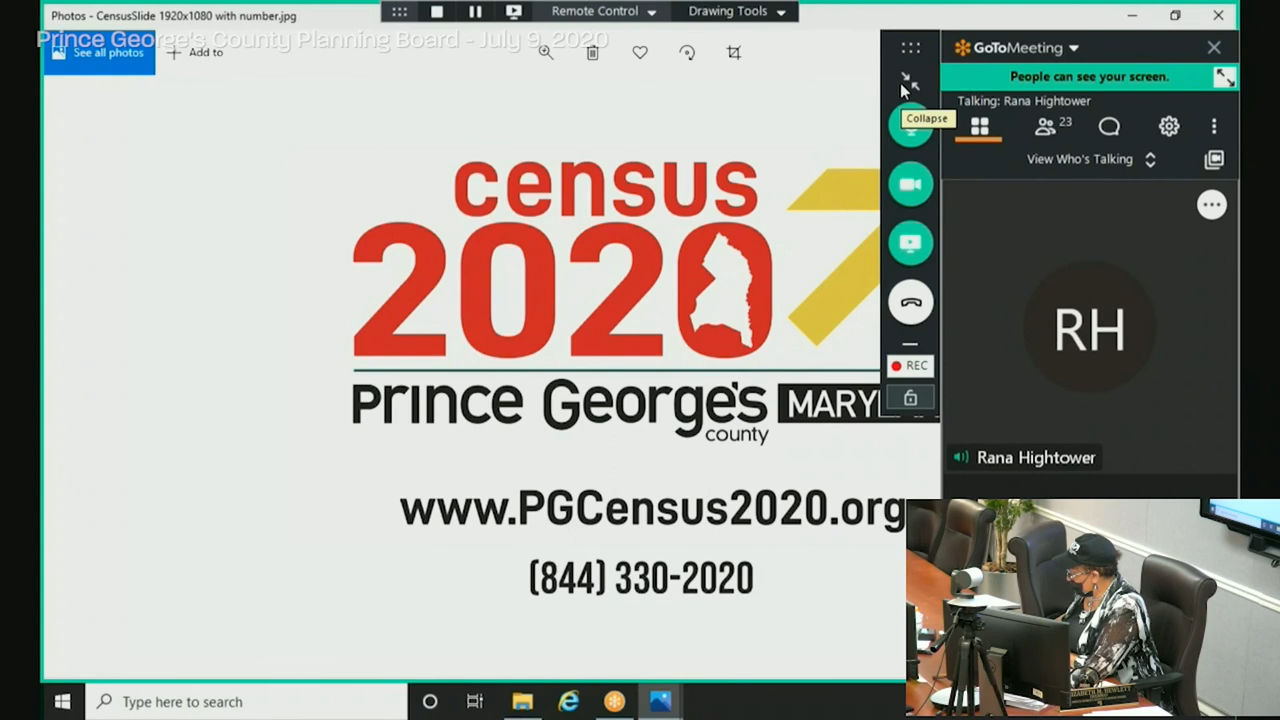 Photos - CensusSlide 1920x1080 with number.jpg
Remote Control
Drawing Tools
Prince George's County Planning Board - July 9, 2020
See all photos
Add to
GoToMeeting
People can see your screen.
Talking: Rana Hightower
Collapse
23
View Who's Talking
census
2020
Prince George's
county
MARYL
www.PGCensus2020.org
(844) 330-2020
REC
RH
Rana Hightower
Type here to search
HEWLETT